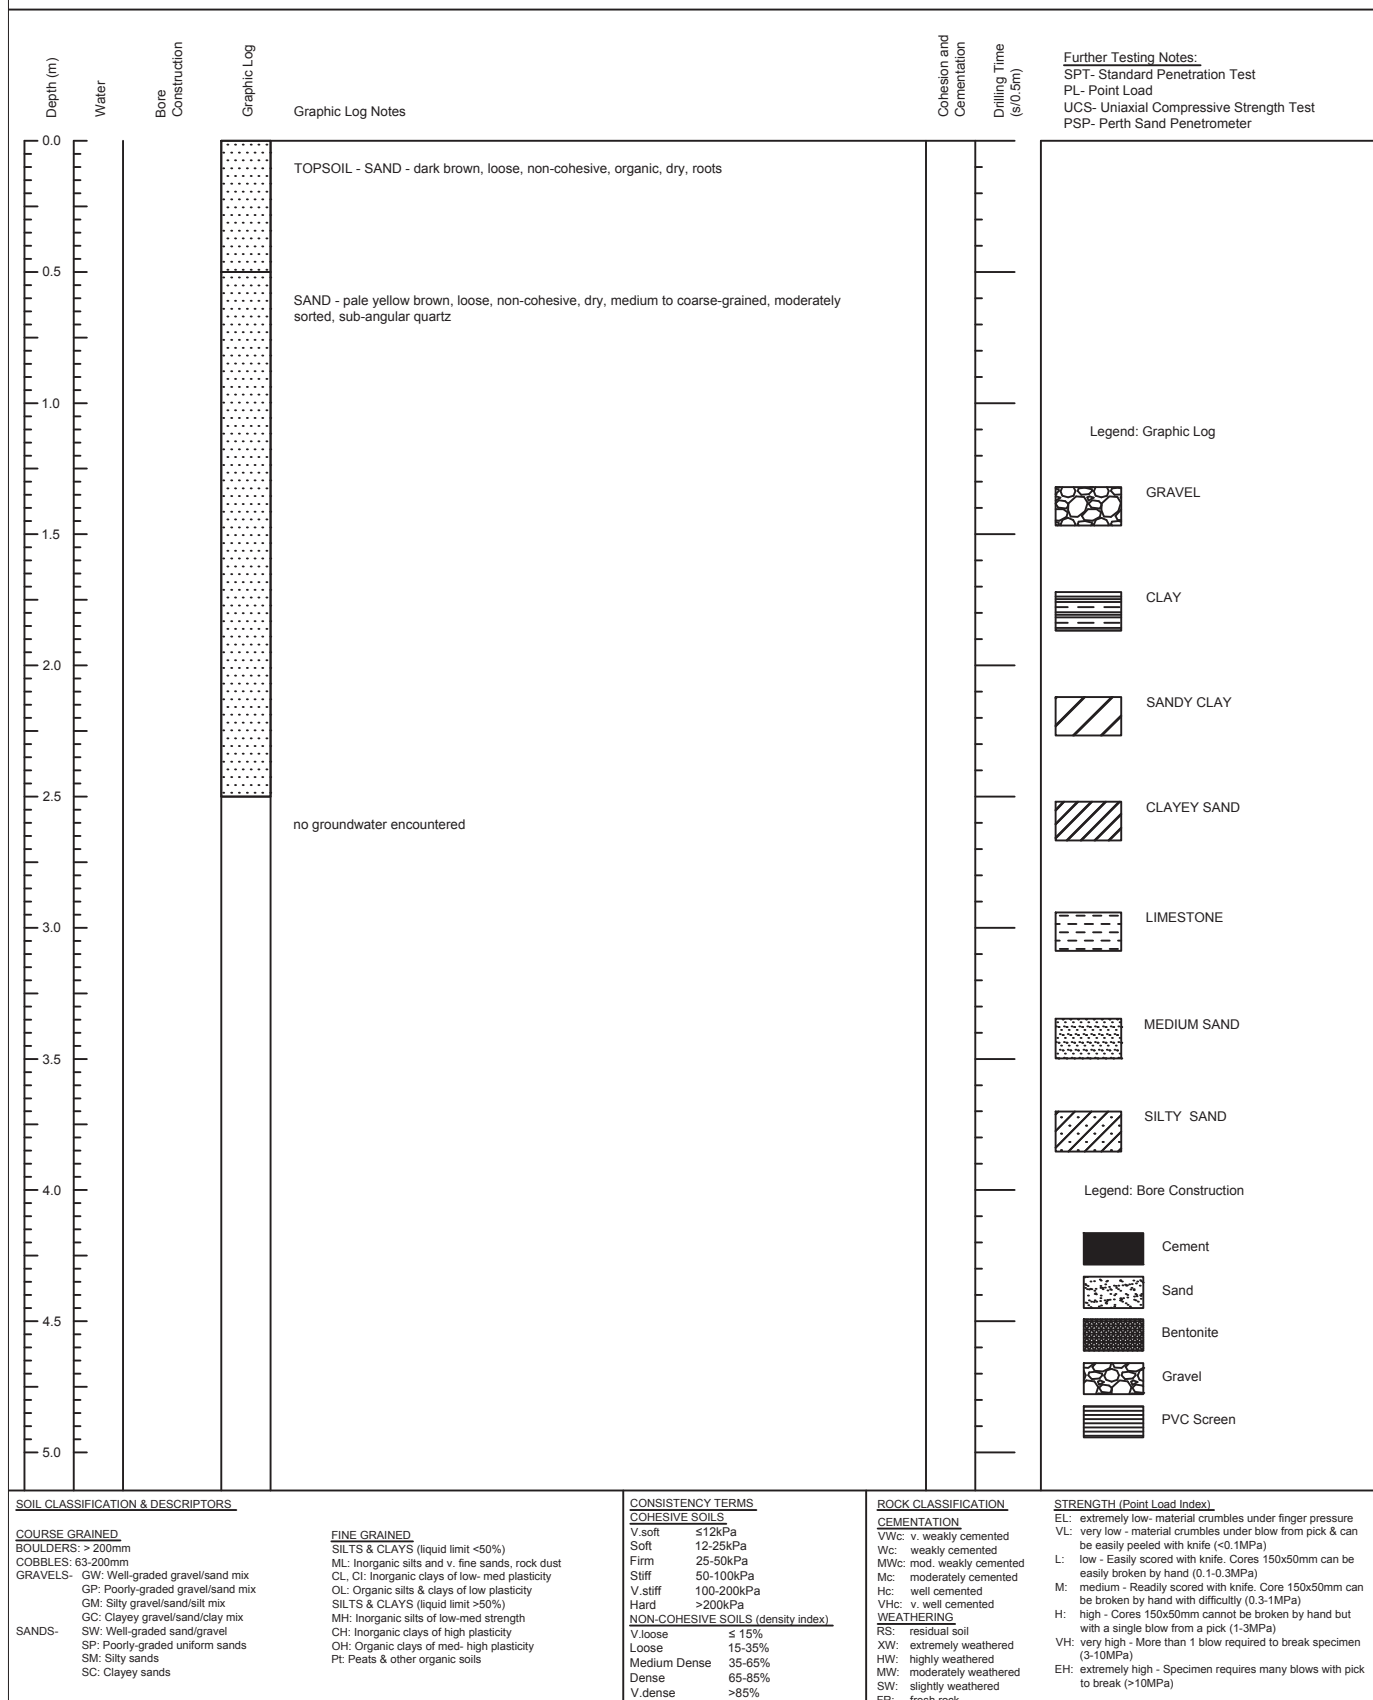 Depth (m)
Water
Bore
Construction
Graphic Log
Graphic Log Notes
Cohesion and
Cementation
Drilling Time
(s/0.5m)
Further Testing Notes:
SPT- Standard Penetration Test
PL- Point Load
UCS- Uniaxial Compressive Strength Test
PSP- Perth Sand Penetrometer
0.0
TOPSOIL - SAND - dark brown, loose, non-cohesive, organic, dry, roots
0.5
SAND - pale yellow brown, loose, non-cohesive, dry, medium to coarse-grained, moderately
sorted, sub-angular quartz
1.0
1.5
2.0
2.5
no groundwater encountered
3.0
3.5
4.0
4.5
5.0
Legend: Graphic Log
GRAVEL
CLAY
SANDY CLAY
CLAYEY SAND
LIMESTONE
MEDIUM SAND
SILTY SAND
Legend: Bore Construction
Cement
Sand
Bentonite
Gravel
PVC Screen
SOIL CLASSIFICATION & DESCRIPTORS
COURSE GRAINED
BOULDERS: > 200mm
COBBLES: 63-200mm
GRAVELS- GW: Well-graded gravel/sand mix
GP: Poorly-graded gravel/sand mix
GM: Silty gravel/sand/silt mix
GC: Clayey gravel/sand/clay mix
SANDS- SW: Well-graded sand/gravel
SP: Poorly-graded uniform sands
SM: Silty sands
SC: Clayey sands
FINE GRAINED
SILTS & CLAYS (liquid limit <50%)
ML: Inorganic silts and v. fine sands, rock dust
CL, CI: Inorganic clays of low- med plasticity
OL: Organic silts & clays of low plasticity
SILTS & CLAYS (liquid limit >50%)
MH: Inorganic silts of low-med strength
CH: Inorganic clays of high plasticity
OH: Organic clays of med- high plasticity
Pt: Peats & other organic soils
CONSISTENCY TERMS
COHESIVE SOILS
V.soft ≤12kPa
Soft 12-25kPa
Firm 25-50kPa
Stiff 50-100kPa
V.stiff 100-200kPa
Hard >200kPa
NON-COHESIVE SOILS (density index)
V.loose ≤ 15%
Loose 15-35%
Medium Dense 35-65%
Dense 65-85%
V.dense >85%
ROCK CLASSIFICATION
CEMENTATION
VWc: v. weakly cemented
Wc: weakly cemented
MWc: mod. weakly cemented
Mc: moderately cemented
Hc: well cemented
VHc: v. well cemented
WEATHERING
RS: residual soil
XW: extremely weathered
HW: highly weathered
MW: moderately weathered
SW: slightly weathered
FR: fresh rock
STRENGTH (Point Load Index)
EL: extremely low- material crumbles under finger pressure
VL: very low - material crumbles under blow from pick & can
be easily peeled with knife (<0.1MPa)
L: low - Easily scored with knife. Cores 150x50mm can be
easily broken by hand (0.1-0.3MPa)
M: medium - Readily scored with knife. Core 150x50mm can
be broken by hand with difficultly (0.3-1MPa)
H: high - Cores 150x50mm cannot be broken by hand but
with a single blow from a pick (1-3MPa)
VH: very high - More than 1 blow required to break specimen
(3-10MPa)
EH: extremely high - Specimen requires many blows with pick
to break (>10MPa)